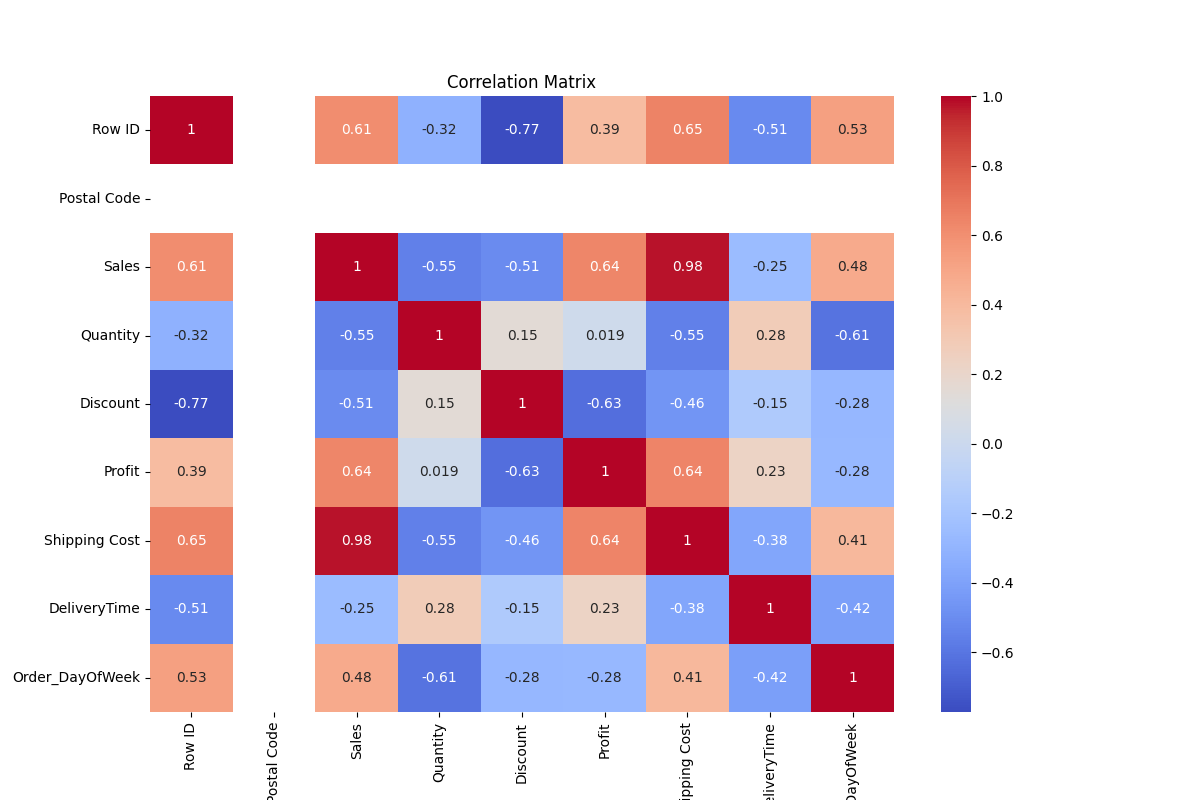 Correlation Matrix
Row ID 1 0.61 -0.32 -0.77 0.39 0.65 -0.51 0.53
Postal Code
Sales 0.61 1 -0.55 -0.51 0.64 0.98 -0.25 0.48
Quantity -0.32 -0.55 1 0.15 0.019 -0.55 0.28 -0.61
Discount -0.77 -0.51 0.15 1 -0.63 -0.46 -0.15 -0.28
Profit 0.39 0.64 0.019 -0.63 1 0.64 0.23 -0.28
Shipping Cost 0.65 0.98 -0.55 -0.46 0.64 1 -0.38 0.41
DeliveryTime -0.51 -0.25 0.28 -0.15 0.23 -0.38 1 -0.42
Order_DayOfWeek 0.53 0.48 -0.61 -0.28 -0.28 0.41 -0.42 1
Row ID
Postal Code
Sales
Quantity
Discount
Profit
ipping Cost
eliveryTime
DayOfWeek
1.0
0.8
0.6
0.4
0.2
0.0
−0.2
−0.4
−0.6